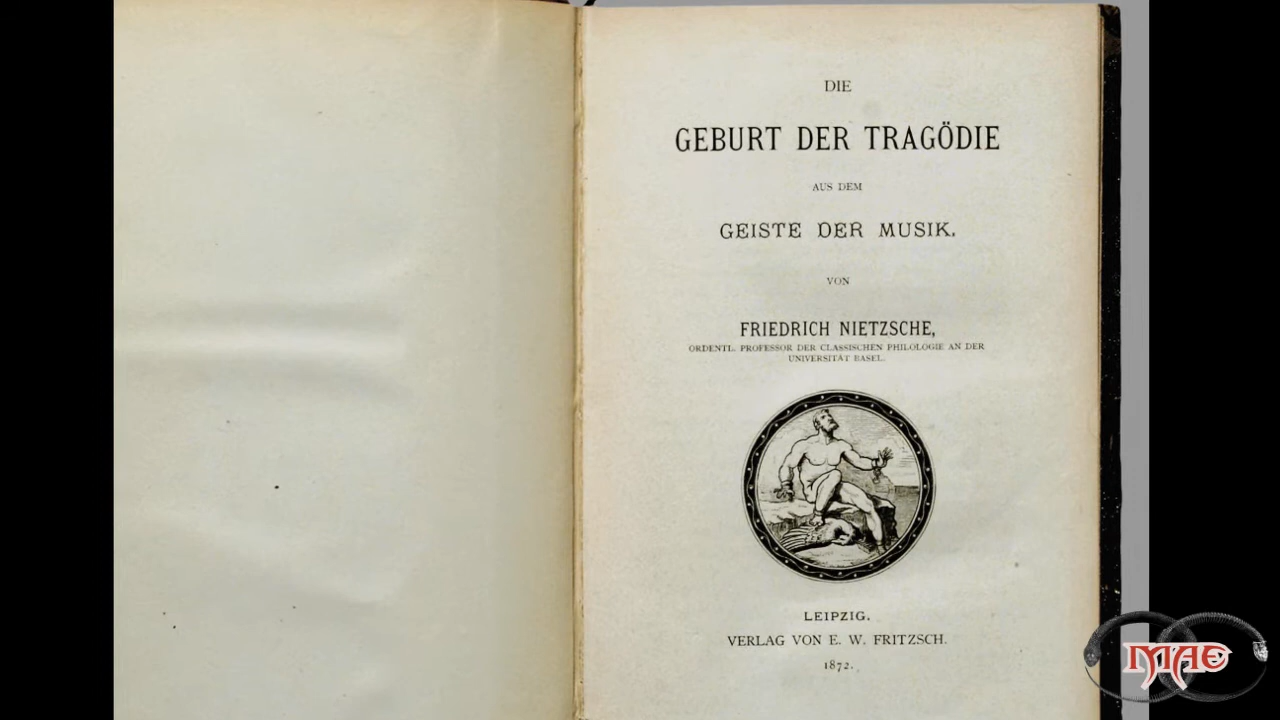 DIE
GEBURT DER TRAGÖDIE
AUS DEM
GEISTE DER MUSIK.
VON
FRIEDRICH NIETZSCHE,
ORDENTL. PROFESSOR DER CLASSISCHEN PHILOLOGIE AN DER
UNIVERSITÄT BASEL.
LEIPZIG.
VERLAG VON E. W. FRITZSCH.
1872.
MAE